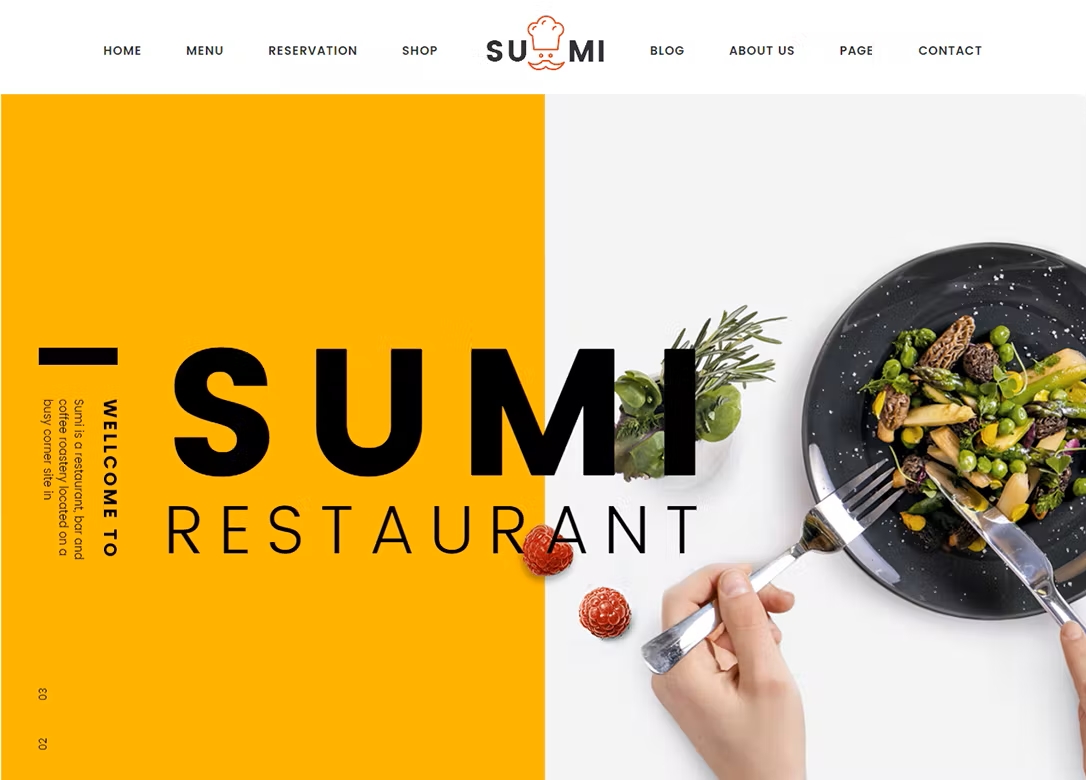 HOME MENU RESERVATION SHOP SUMI BLOG ABOUT US PAGE CONTACT
WELLCOME TO
Sumi is a restaurant, bar and
coffee roastery located on a
busy corner site in
SUMI
RESTAURANT
03
02